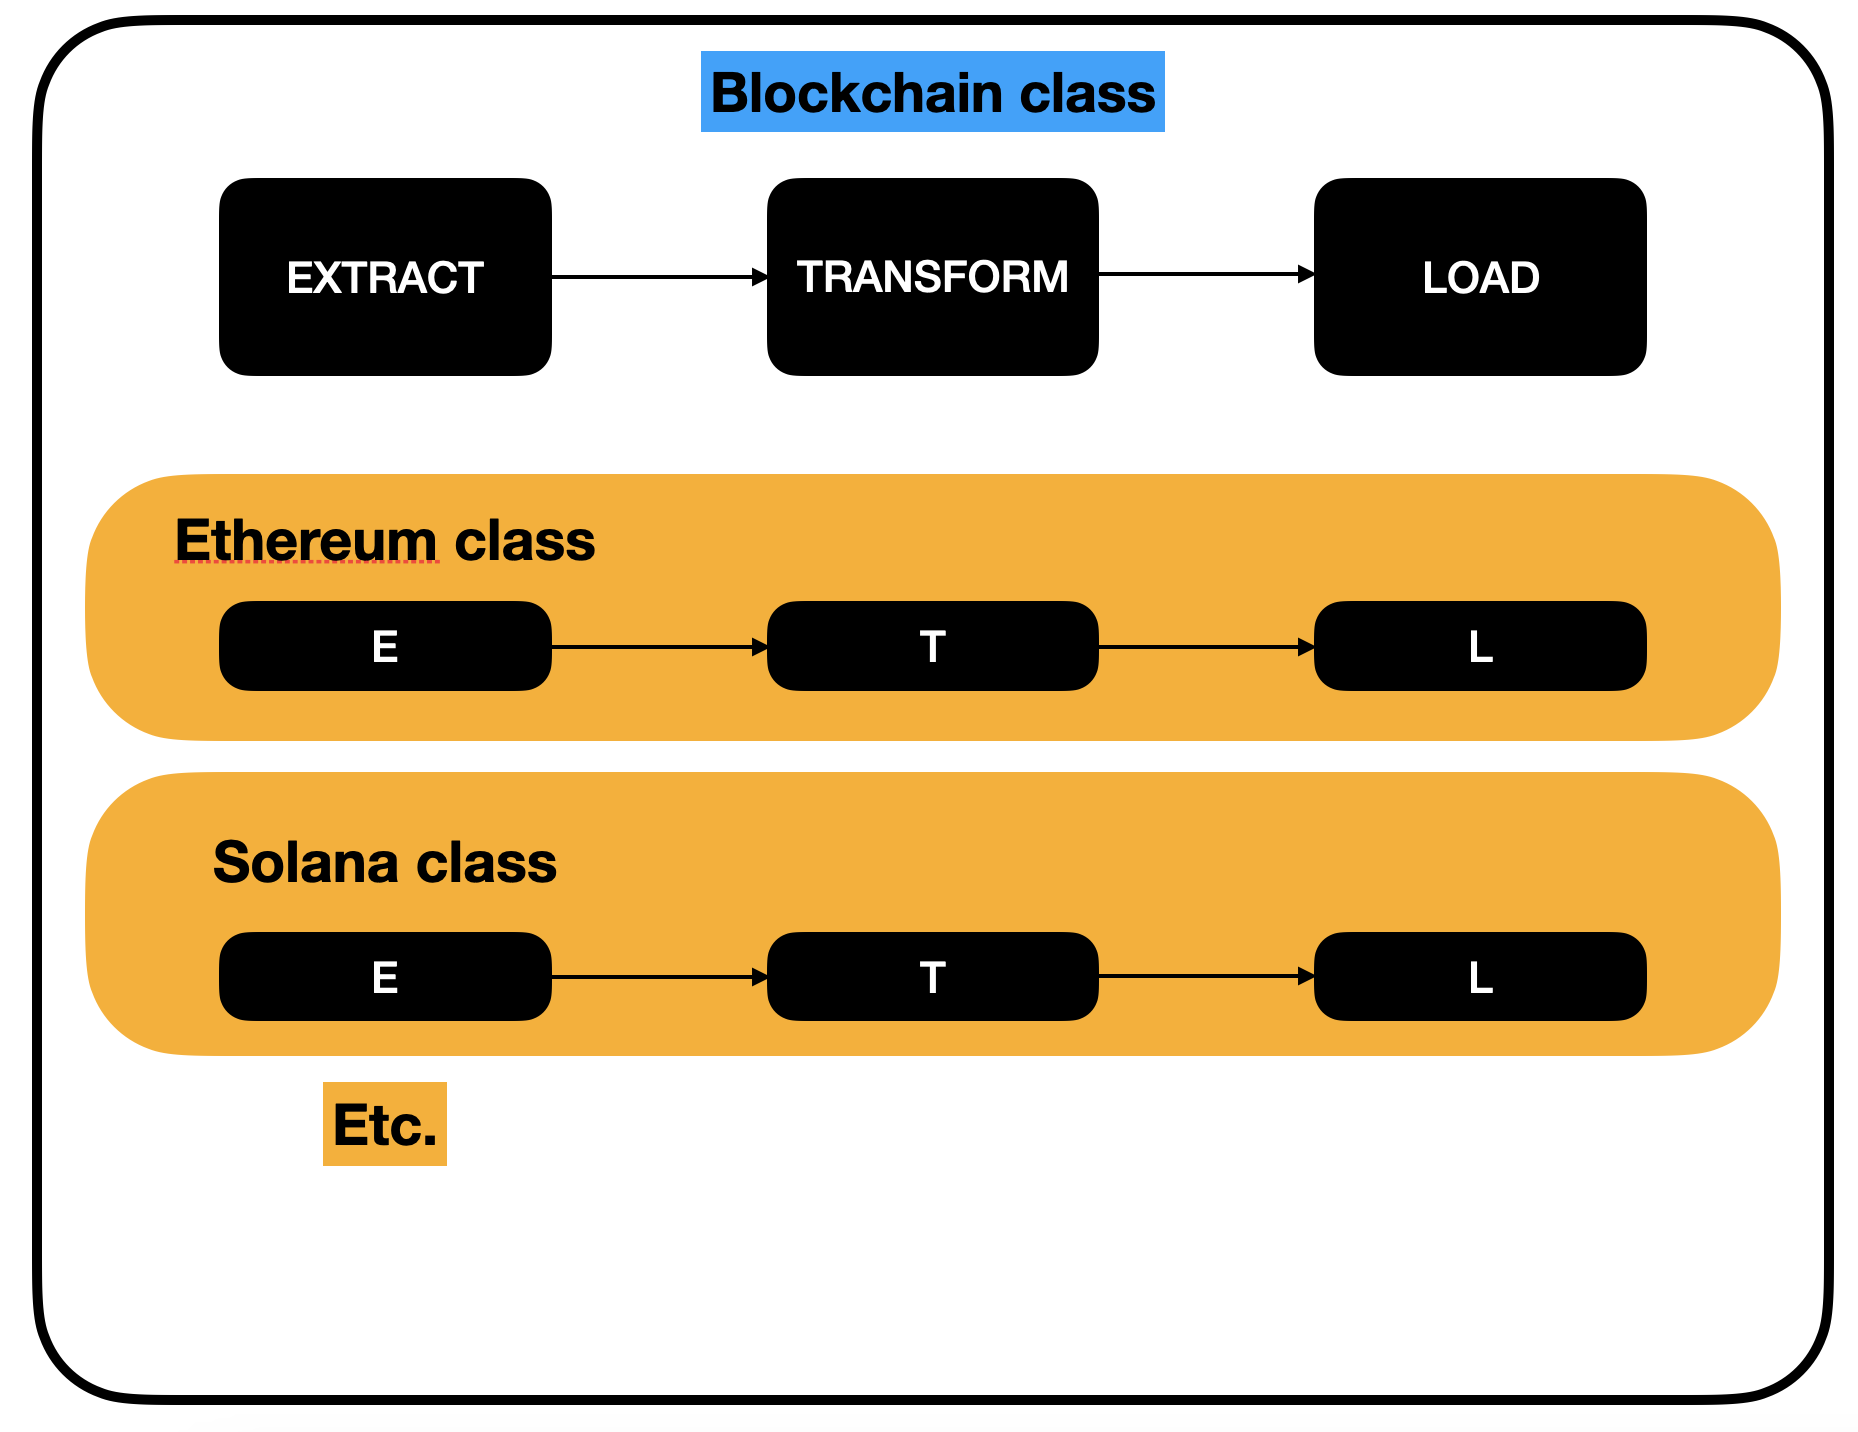 Blockchain class
EXTRACT
TRANSFORM
LOAD
Ethereum class
E
T
L
Solana class
E
T
L
Etc.